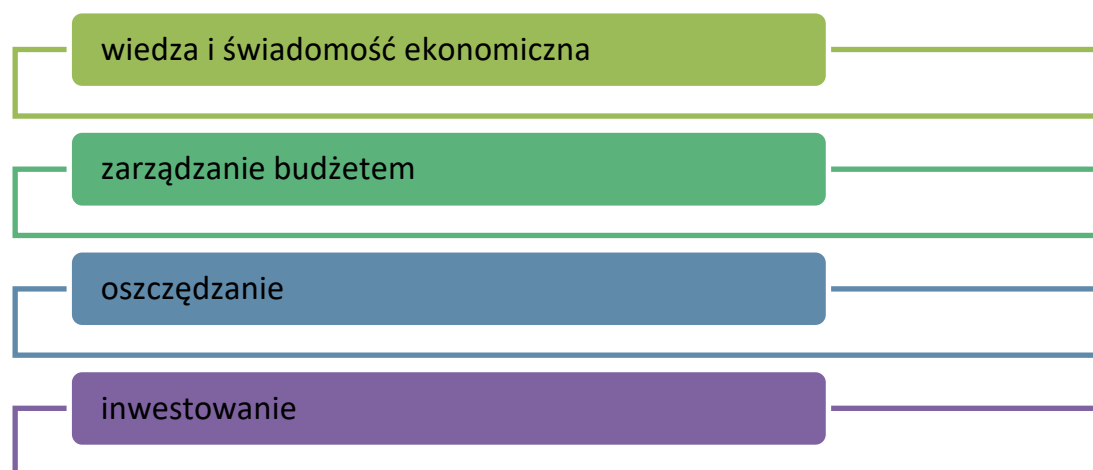 wiedza i świadomość ekonomiczna
zarządzanie budżetem
oszczędzanie
inwestowanie